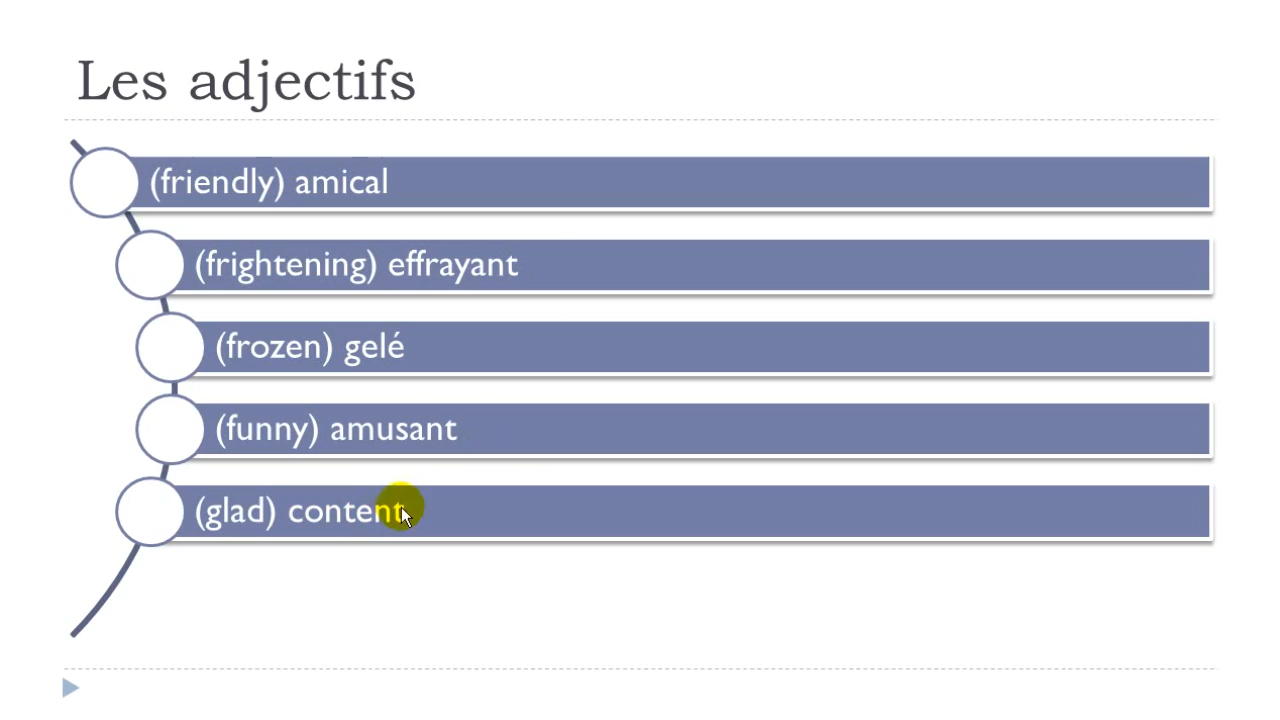 Les adjectifs
(friendly) amical
(frightening) effrayant
(frozen) gelé
(funny) amusant
(glad) content